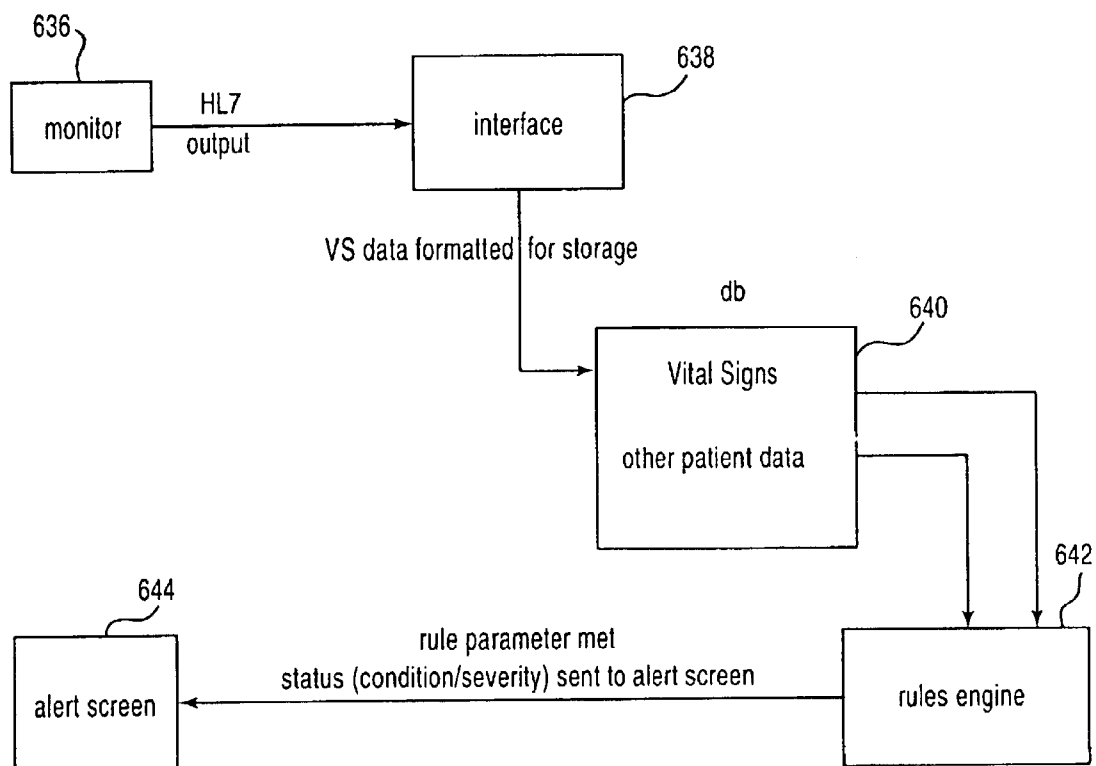 636
638
monitor
HL7
output
interface
VS data formatted for storage
db
640
Vital Signs
other patient data
642
644
rule parameter met
status (condition/severity) sent to alert screen
alert screen
rules engine